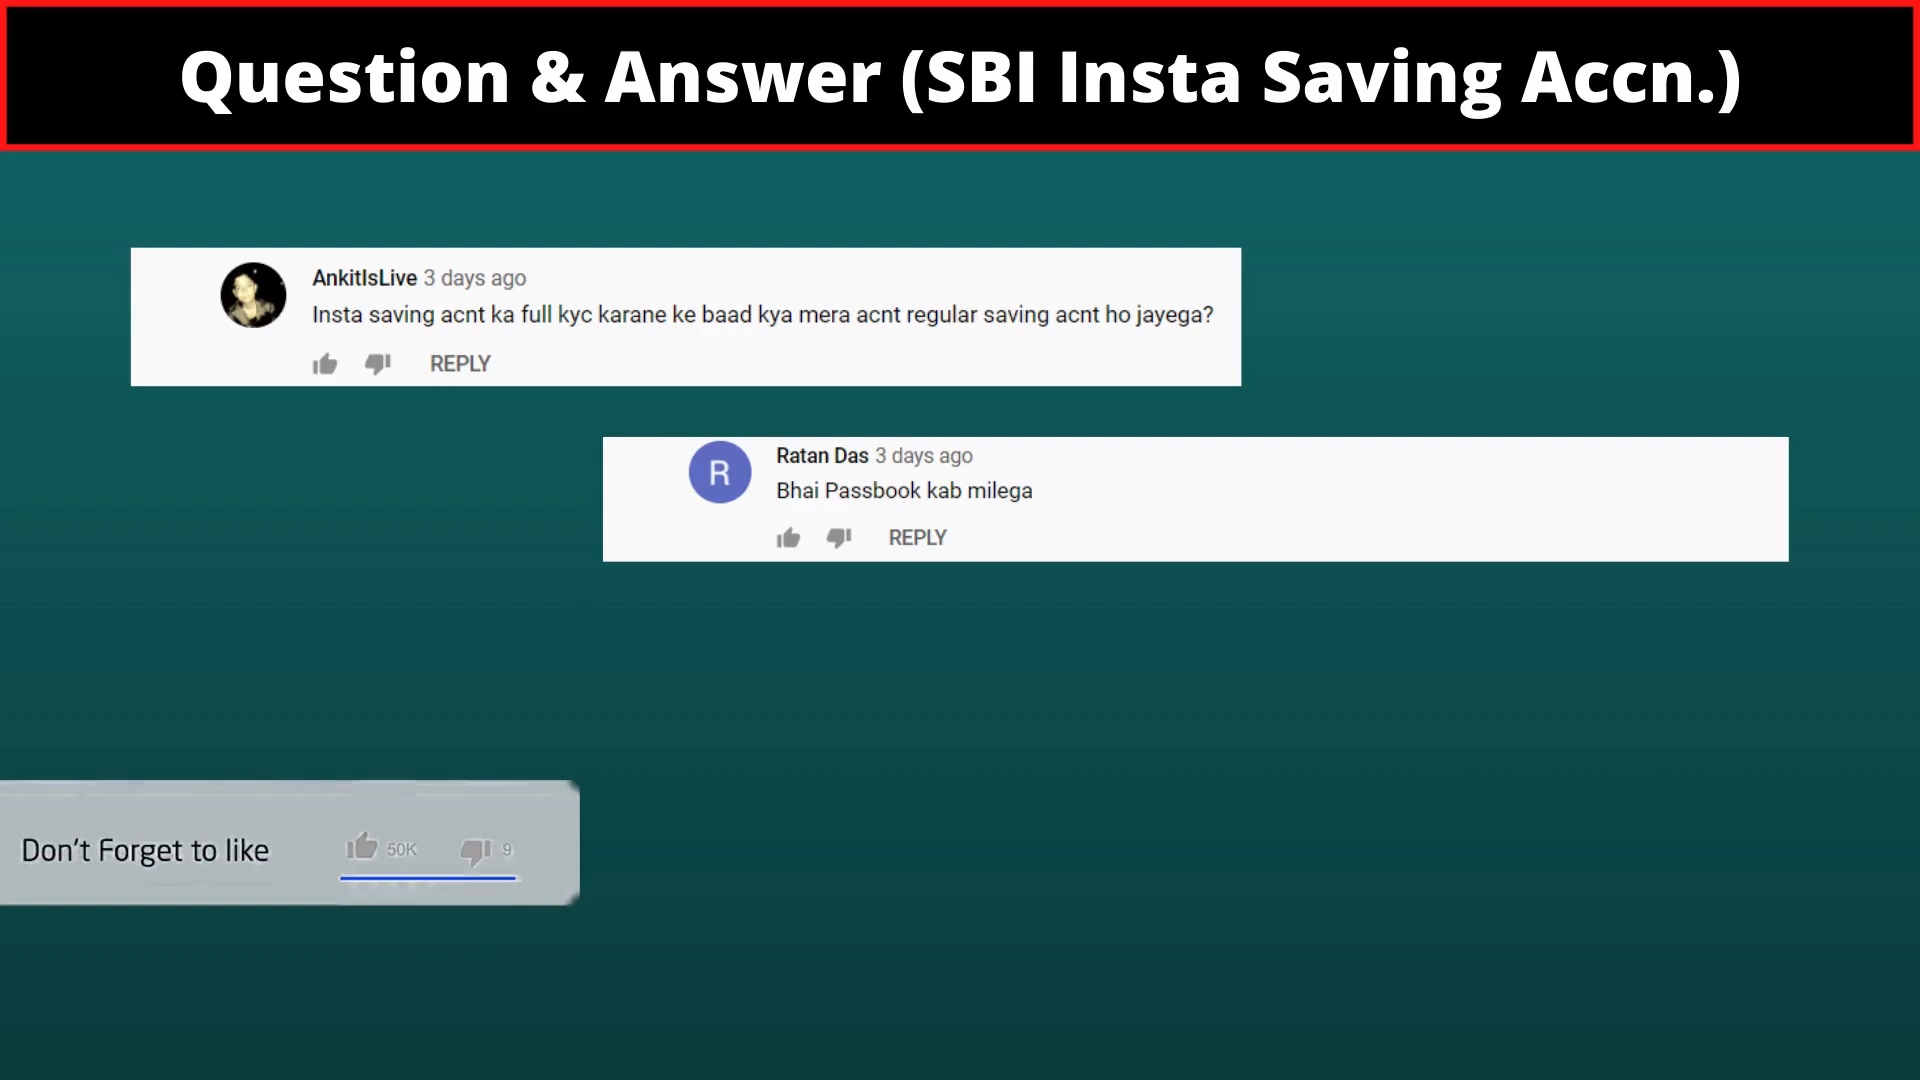 Question & Answer (SBI Insta Saving Accn.)
AnkitIsLive 3 days ago
Insta saving acnt ka full kyc karane ke baad kya mera acnt regular saving acnt ho jayega?
REPLY
R
Ratan Das 3 days ago
Bhai Passbook kab milega
REPLY
Don't Forget to like 50K 9